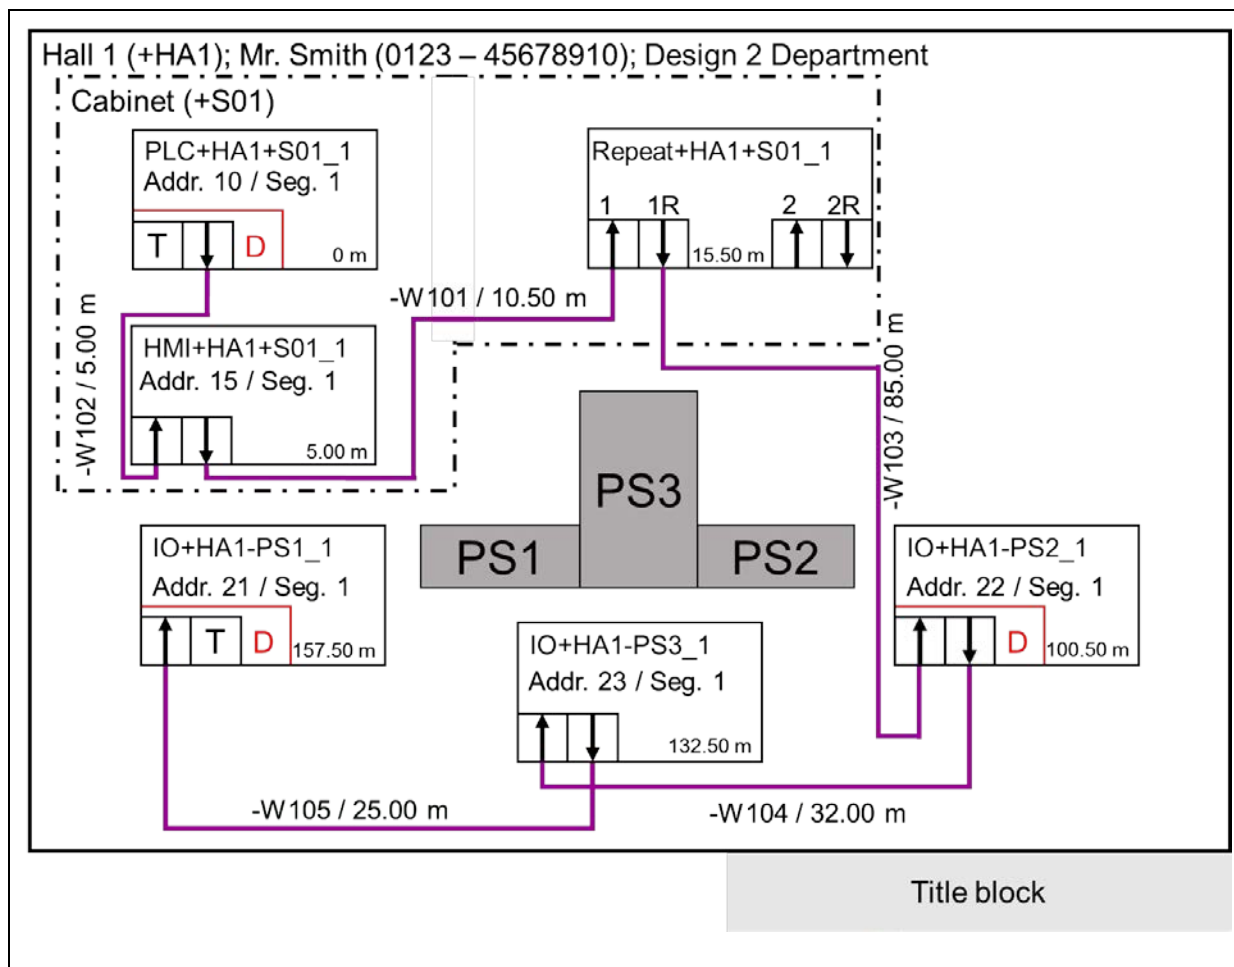 Hall 1 (+HA1); Mr. Smith (0123 – 45678910); Design 2 Department
Cabinet (+S01)
PLC+HA1+S01_1
Addr. 10 / Seg. 1
T
D
0 m
Repeat+HA1+S01_1
1 1R
2 2R
15.50 m
-W101 / 10.50 m
-W102 / 5.00 m
HMI+HA1+S01_1
Addr. 15 / Seg. 1
5.00 m
-W103 / 85.00 m
PS3
PS1
PS2
IO+HA1-PS1_1
Addr. 21 / Seg. 1
T
D
157.50 m
IO+HA1-PS3_1
Addr. 23 / Seg. 1
132.50 m
IO+HA1-PS2_1
Addr. 22 / Seg. 1
D
100.50 m
-W105 / 25.00 m
-W104 / 32.00 m
Title block